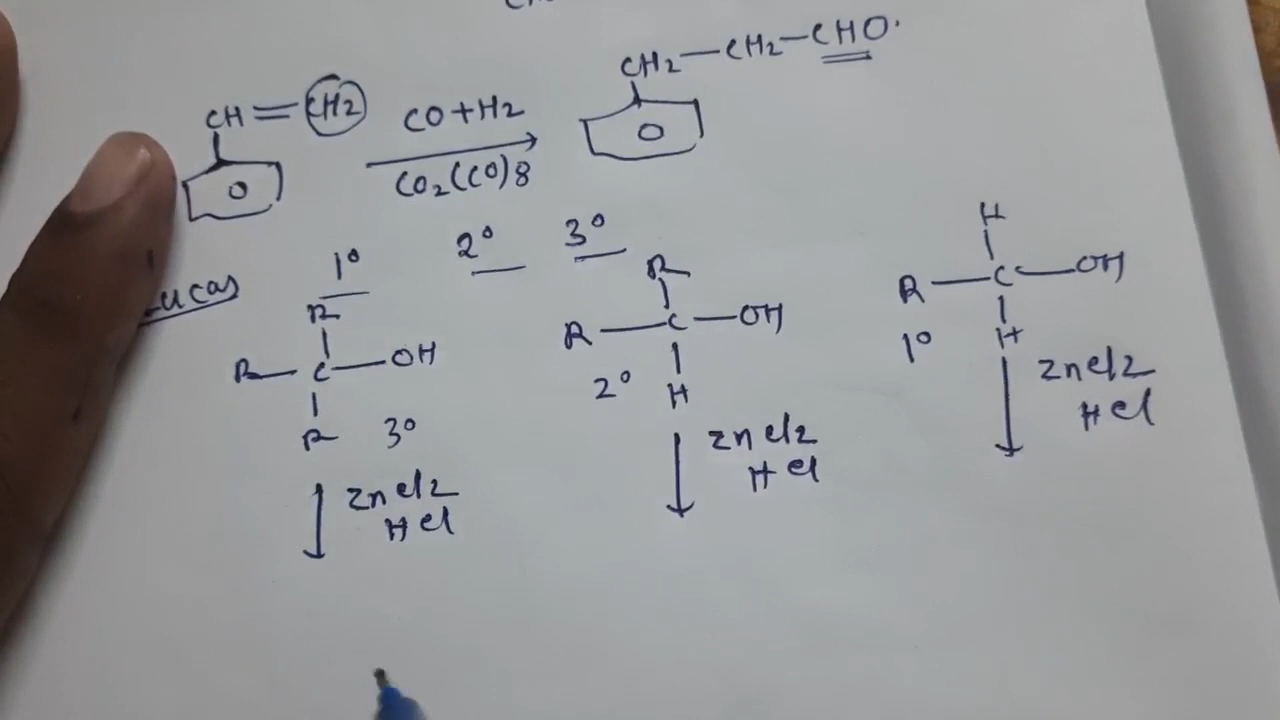 CH2—CH2—CHO.
CH=CH2
CO+H2
CO2(CO)8
O
O
Lucas
1°
2°
3°
R
R—C—OH
R
3°
ZnCl2
HCl
R
R—C—OH
H
2°
ZnCl2
HCl
H
R—C—OH
H
1°
ZnCl2
HCl